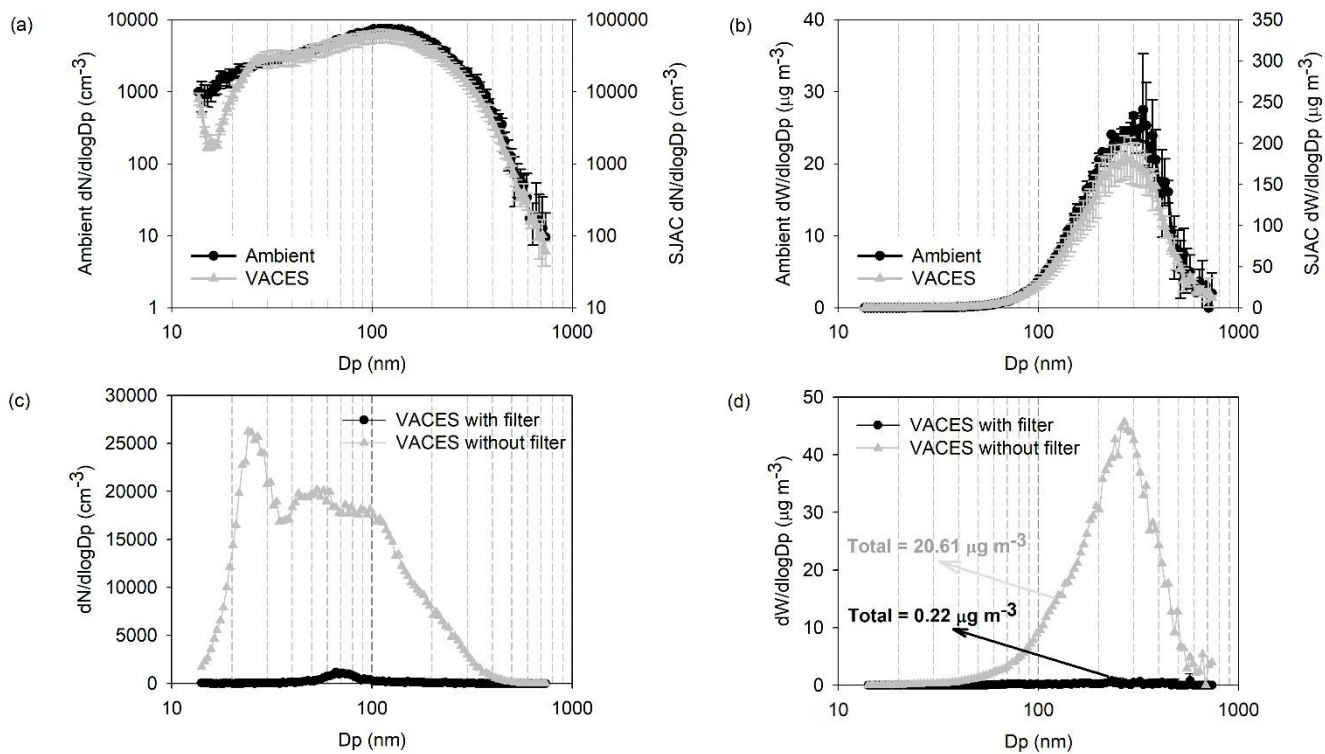 (a)
10000
1000
100
10
1
Ambient dN/dlogDp (cm-3)
100000
10000
1000
100
10
SJAC dN/dlogDp (cm-3)
Ambient
VACES
10 100 1000
Dp (nm)
(b)
40
30
20
10
0
Ambient dW/dlogDp (μg m-3)
350
300
250
200
150
100
50
0
SJAC dW/dlogDp (μg m-3)
Ambient
VACES
10 100 1000
Dp (nm)
(c)
30000
25000
20000
15000
10000
5000
0
dN/dlogDp (cm-3)
VACES with filter
VACES without filter
10 100 1000
Dp (nm)
(d)
50
40
30
20
10
0
dW/dlogDp (μg m-3)
VACES with filter
VACES without filter
Total = 20.61 μg m-3
Total = 0.22 μg m-3
10 100 1000
Dp (nm)